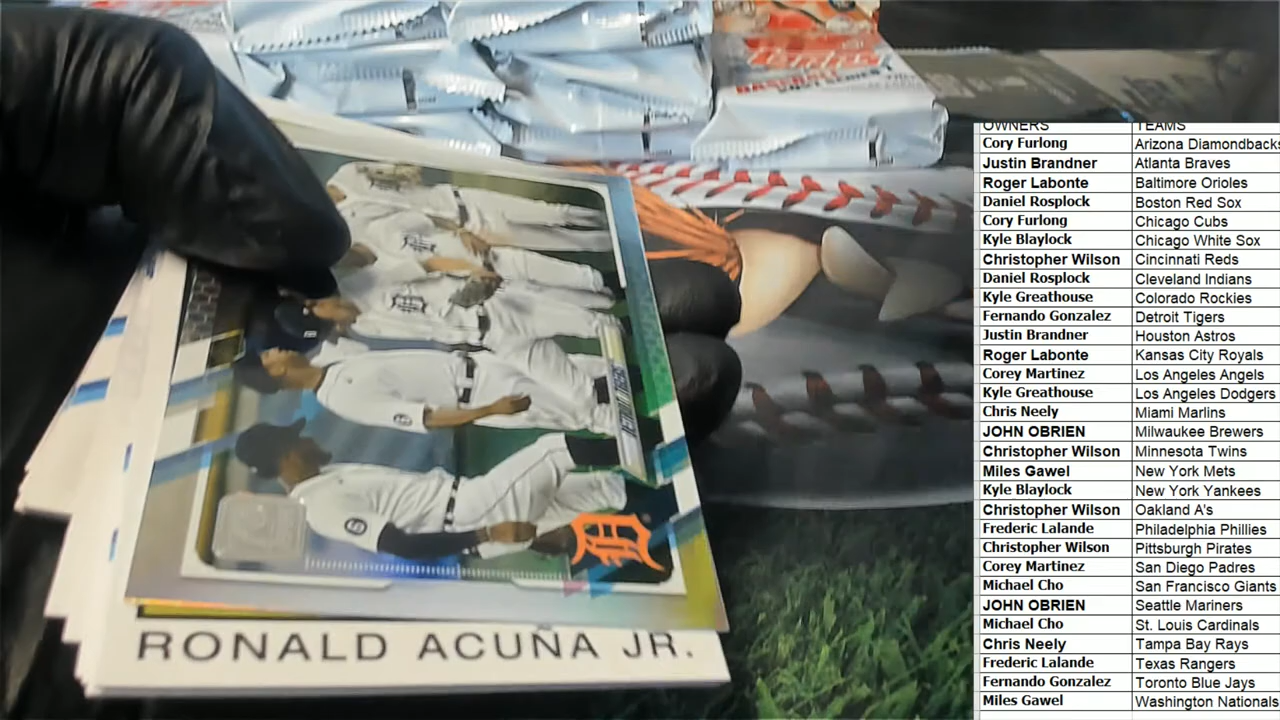 OWNERS TEAMS
Cory Furlong Arizona Diamondbacks
Justin Brandner Atlanta Braves
Roger Labonte Baltimore Orioles
Daniel Rosplock Boston Red Sox
Cory Furlong Chicago Cubs
Kyle Blaylock Chicago White Sox
Christopher Wilson Cincinnati Reds
Daniel Rosplock Cleveland Indians
Kyle Greathouse Colorado Rockies
Fernando Gonzalez Detroit Tigers
Justin Brandner Houston Astros
Roger Labonte Kansas City Royals
Corey Martinez Los Angeles Angels
Kyle Greathouse Los Angeles Dodgers
Chris Neely Miami Marlins
JOHN OBRIEN Milwaukee Brewers
Christopher Wilson Minnesota Twins
Miles Gawel New York Mets
Kyle Blaylock New York Yankees
Christopher Wilson Oakland A's
Frederic Lalande Philadelphia Phillies
Christopher Wilson Pittsburgh Pirates
Corey Martinez San Diego Padres
Michael Cho San Francisco Giants
JOHN OBRIEN Seattle Mariners
Michael Cho St. Louis Cardinals
Chris Neely Tampa Bay Rays
Frederic Lalande Texas Rangers
Fernando Gonzalez Toronto Blue Jays
Miles Gawel Washington Nationals
RONALD ACUÑA JR.